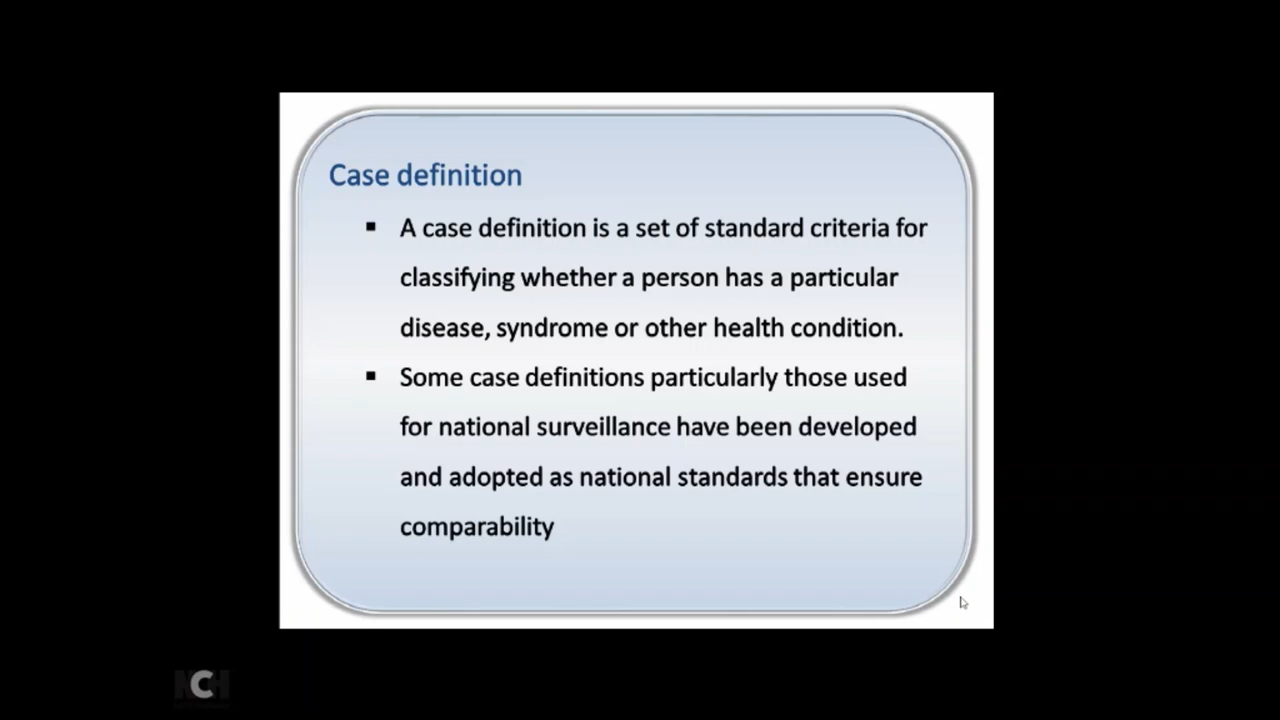 Case definition
▪ A case definition is a set of standard criteria for
classifying whether a person has a particular
disease, syndrome or other health condition.
▪ Some case definitions particularly those used
for national surveillance have been developed
and adopted as national standards that ensure
comparability
NCH